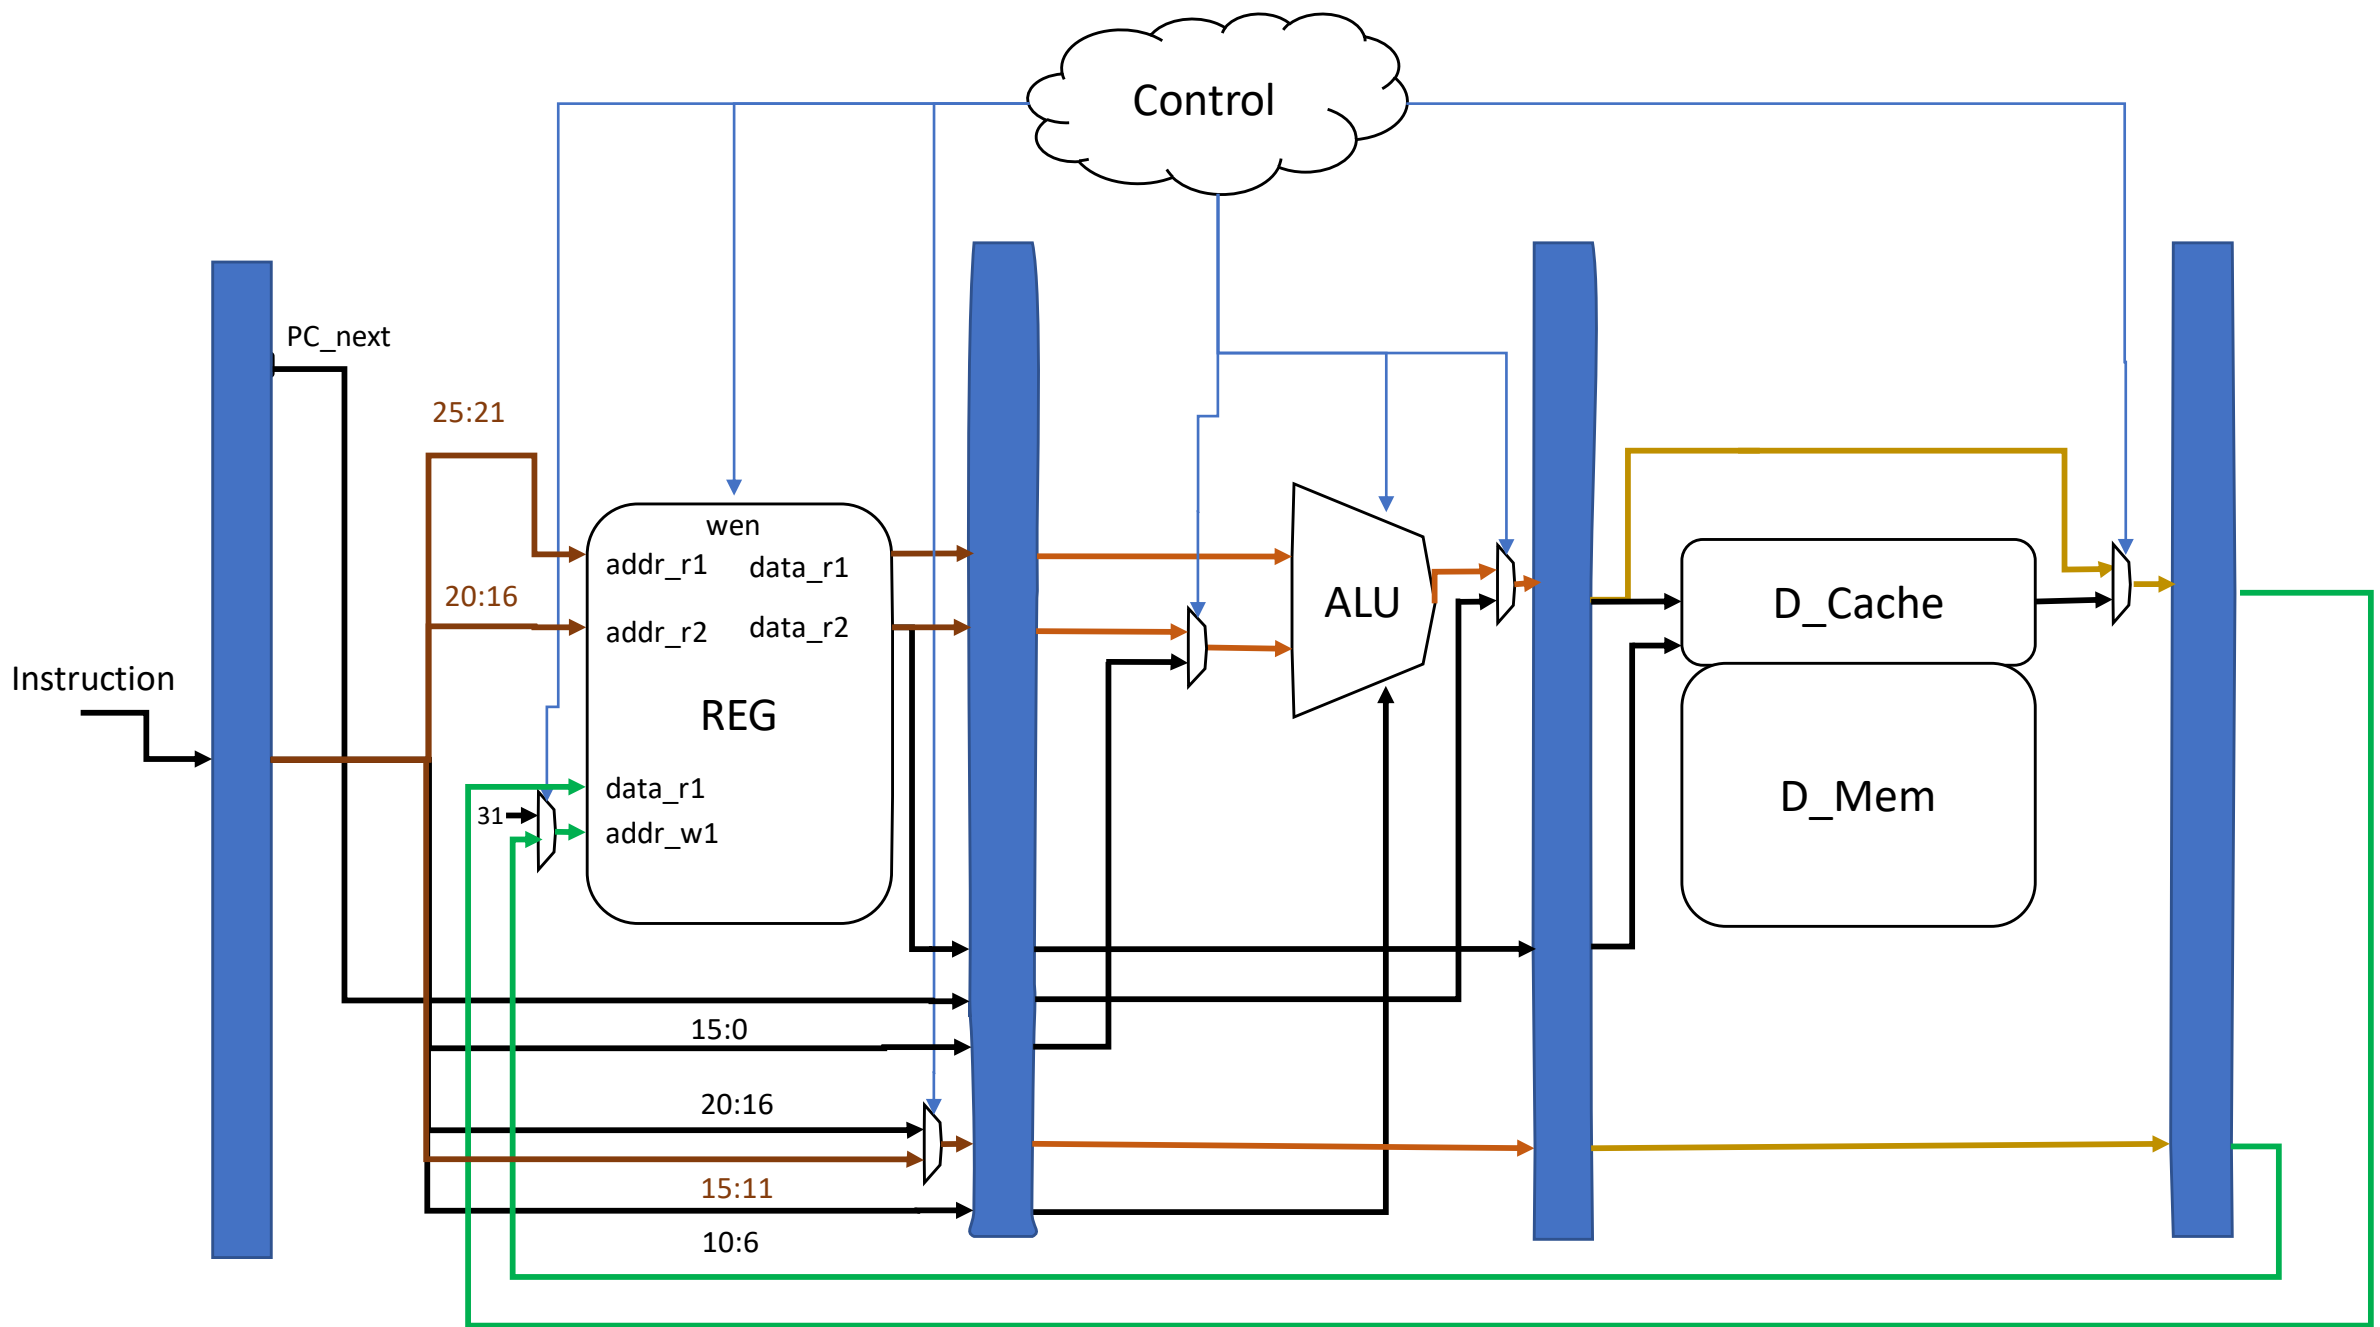 Control
PC_next
25:21
wen
addr_r1
data_r1
20:16
addr_r2
data_r2
ALU
D_Cache
Instruction
REG
data_r1
31
addr_w1
D_Mem
15:0
20:16
15:11
10:6